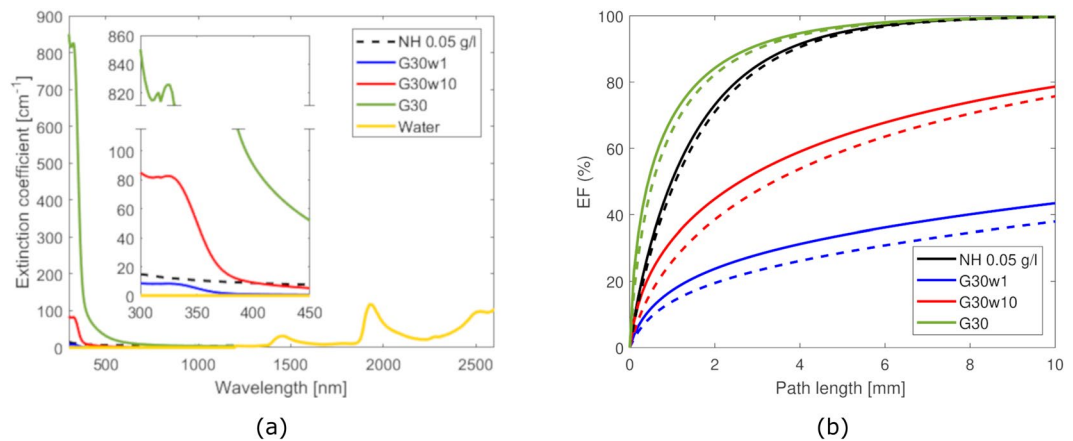 900
800
700
600
500
400
300
200
100
0
500
1000
1500
2000
2500
Extinction coefficient [cm⁻¹]
Wavelength [nm]
860
840
820
100
80
60
40
20
0
300
400
450
NH 0.05 g/l
G30w1
G30w10
G30
Water
(a)
100
80
60
40
20
0
0
2
4
6
8
10
EF (%)
Path length [mm]
NH 0.05 g/l
G30w1
G30w10
G30
(b)